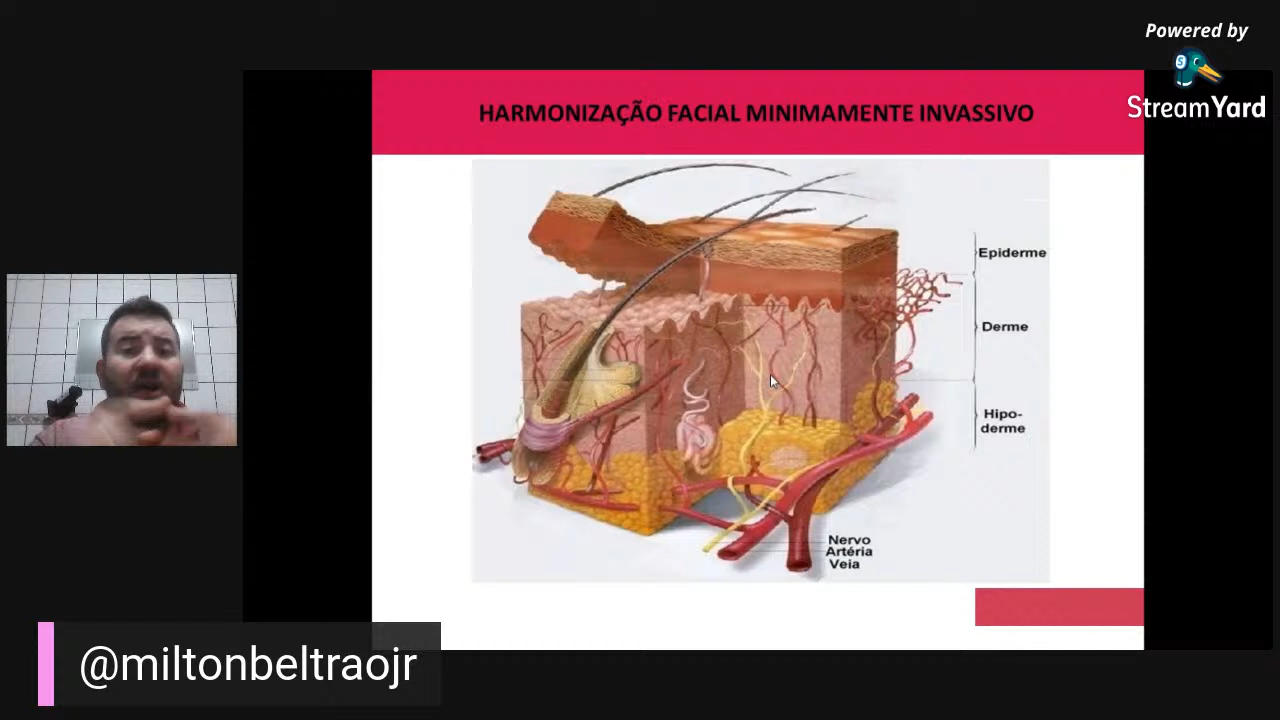 Powered by
StreamYard
HARMONIZAÇÃO FACIAL MINIMAMENTE INVASSIVO
Epiderme
Derme
Hipo-
derme
Nervo
Artéria
Veia
@miltonbeltraojr